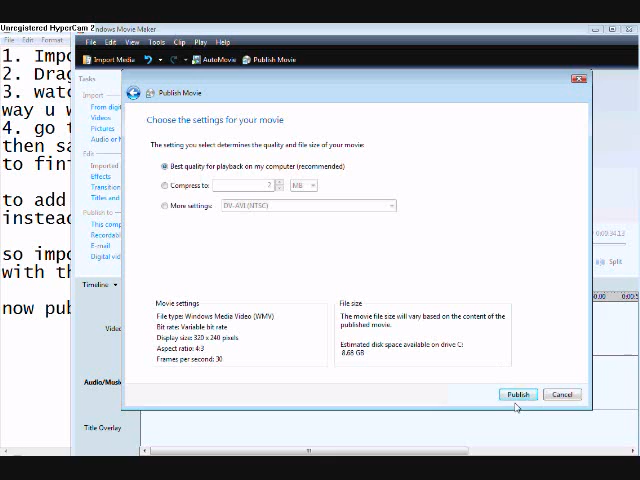 Unregistered HyperCam 2
Windows Movie Maker
File Edit Format
File Edit View Tools Clip Play Help
Import Media AutoMovie Publish Movie
1. Impo
2. Drag
3. watc
way u w
4. go t
then sa
to fini
to add
instead
so impo
with th
now pub
Tasks
Import
From digit
Videos
Pictures
Audio or
Edit
Imported
Effects
Transition
Titles and
Publish to
This comp
Recordabl
E-mail
Digital vid
Publish Movie
Choose the settings for your movie
The setting you select determines the quality and file size of your movie:
Best quality for playback on my computer (recommended)
Compress to: MB
More settings: DV-AVI (NTSC)
Movie settings
File type: Windows Media Video (WMV)
Bit rate: Variable bit rate
Display size: 320 x 240 pixels
Aspect ratio: 4:3
Frames per second: 30
File size
The movie file size will vary based on the content of the
published movie.
Estimated disk space available on drive C:
8.68 GB
Publish Cancel
Split
Timeline
Video
Audio/Music
Title Overlay